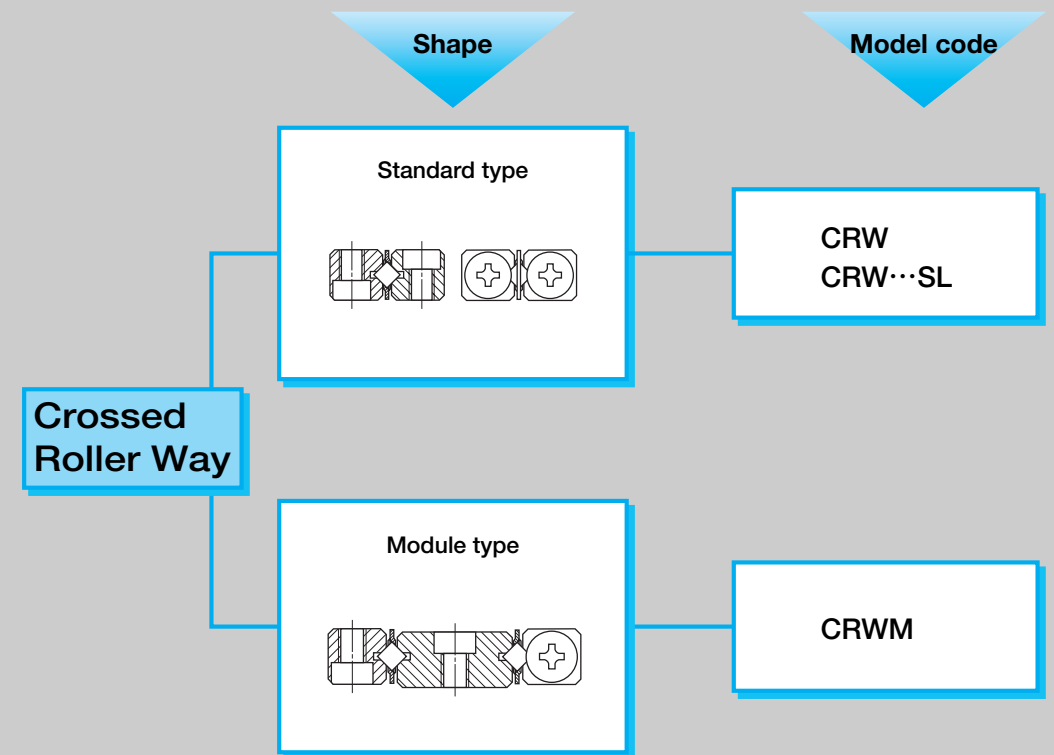 Shape
Model code
Standard type
CRW
CRW···SL
Crossed
Roller Way
Module type
CRWM